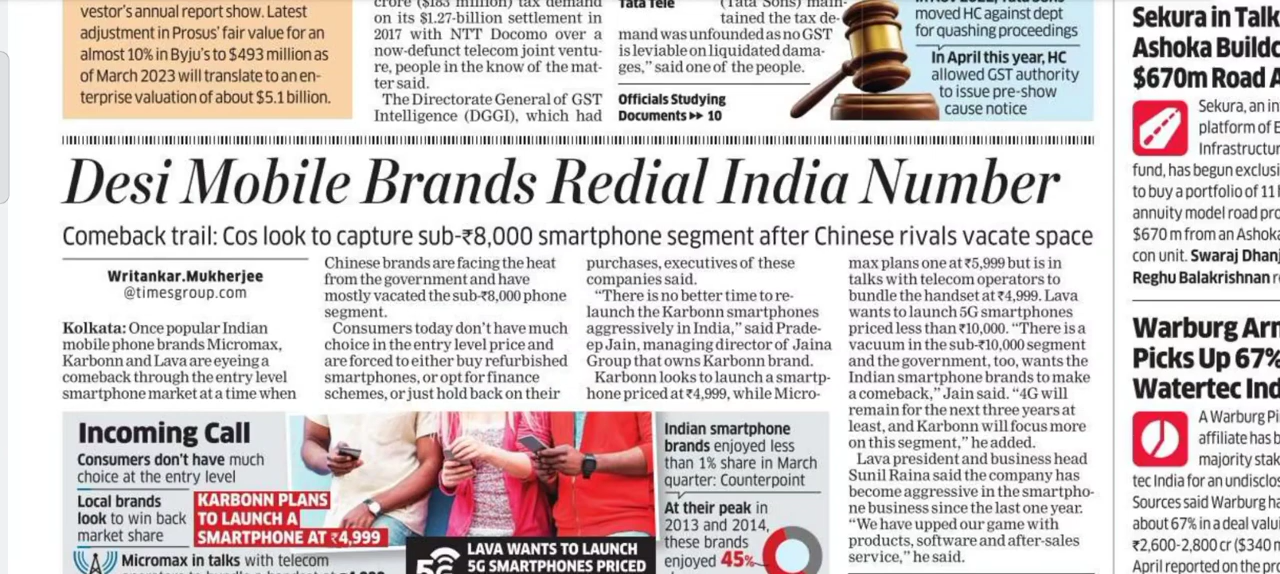 vestor's annual report show. Latest
adjustment in Prosus' fair value for an
almost 10% in Byju's to $493 million as
of March 2023 will translate to an en-
terprise valuation of about $5.1 billion.
crore ($183 million) tax demand
on its $1.27-billion settlement in
2017 with NTT Docomo over a
now-defunct telecom joint ventu-
re, people in the know of the mat-
ter said.
The Directorate General of GST
Intelligence (DGGI), which had
Tata Tele
(Tata Sons) main-
tained the tax de-
mand was unfounded as no GST
is leviable on liquidated dama-
ges," said one of the people.
Officials Studying
Documents ▸▸ 10
moved HC against dept
for quashing proceedings
In April this year, HC
allowed GST authority
to issue pre-show
cause notice
Desi Mobile Brands Redial India Number
Comeback trail: Cos look to capture sub-₹8,000 smartphone segment after Chinese rivals vacate space
Writankar.Mukherjee
@timesgroup.com
Kolkata: Once popular Indian
mobile phone brands Micromax,
Karbonn and Lava are eyeing a
comeback through the entry level
smartphone market at a time when
Chinese brands are facing the heat
from the government and have
mostly vacated the sub-₹8,000 phone
segment.
Consumers today don't have much
choice in the entry level price and
are forced to either buy refurbished
smartphones, or opt for finance
schemes, or just hold back on their
purchases, executives of these
companies said.
"There is no better time to re-
launch the Karbonn smartphones
aggressively in India," said Prade-
ep Jain, managing director of Jaina
Group that owns Karbonn brand.
Karbonn looks to launch a smartp-
hone priced at ₹4,999, while Micro-
max plans one at ₹5,999 but is in
talks with telecom operators to
bundle the handset at ₹4,999. Lava
wants to launch 5G smartphones
priced less than ₹10,000. "There is a
vacuum in the sub-₹10,000 segment
and the government, too, wants the
Indian smartphone brands to make
a comeback," Jain said. "4G will
remain for the next three years at
least, and Karbonn will focus more
on this segment," he added.
Lava president and business head
Sunil Raina said the company has
become aggressive in the smartpho-
ne business since the last one year.
"We have upped our game with
products, software and after-sales
service," he said.
Incoming Call
Consumers don't have much
choice at the entry level
Local brands
look to win back
market share
KARBONN PLANS
TO LAUNCH A
SMARTPHONE AT ₹4,999
Micromax in talks with telecom
5G
LAVA WANTS TO LAUNCH
5G SMARTPHONES PRICED
Indian smartphone
brands enjoyed less
than 1% share in March
quarter: Counterpoint
At their peak in
2013 and 2014,
these brands
enjoyed 45%
Sekura in Talk
Ashoka Buildc
$670m Road A
Sekura, an in
platform of E
Infrastructur
fund, has begun exclusi
to buy a portfolio of 11
annuity model road pro
$670 m from an Ashoka
con unit. Swaraj Dhanj
Reghu Balakrishnan r
Warburg Arm
Picks Up 67%
Watertec Ind
A Warburg Pi
affiliate has b
majority stak
tec India for an undisclos
Sources said Warburg ha
about 67% in a deal valu
₹2,600-2,800 cr ($340 m
April reported on the pro